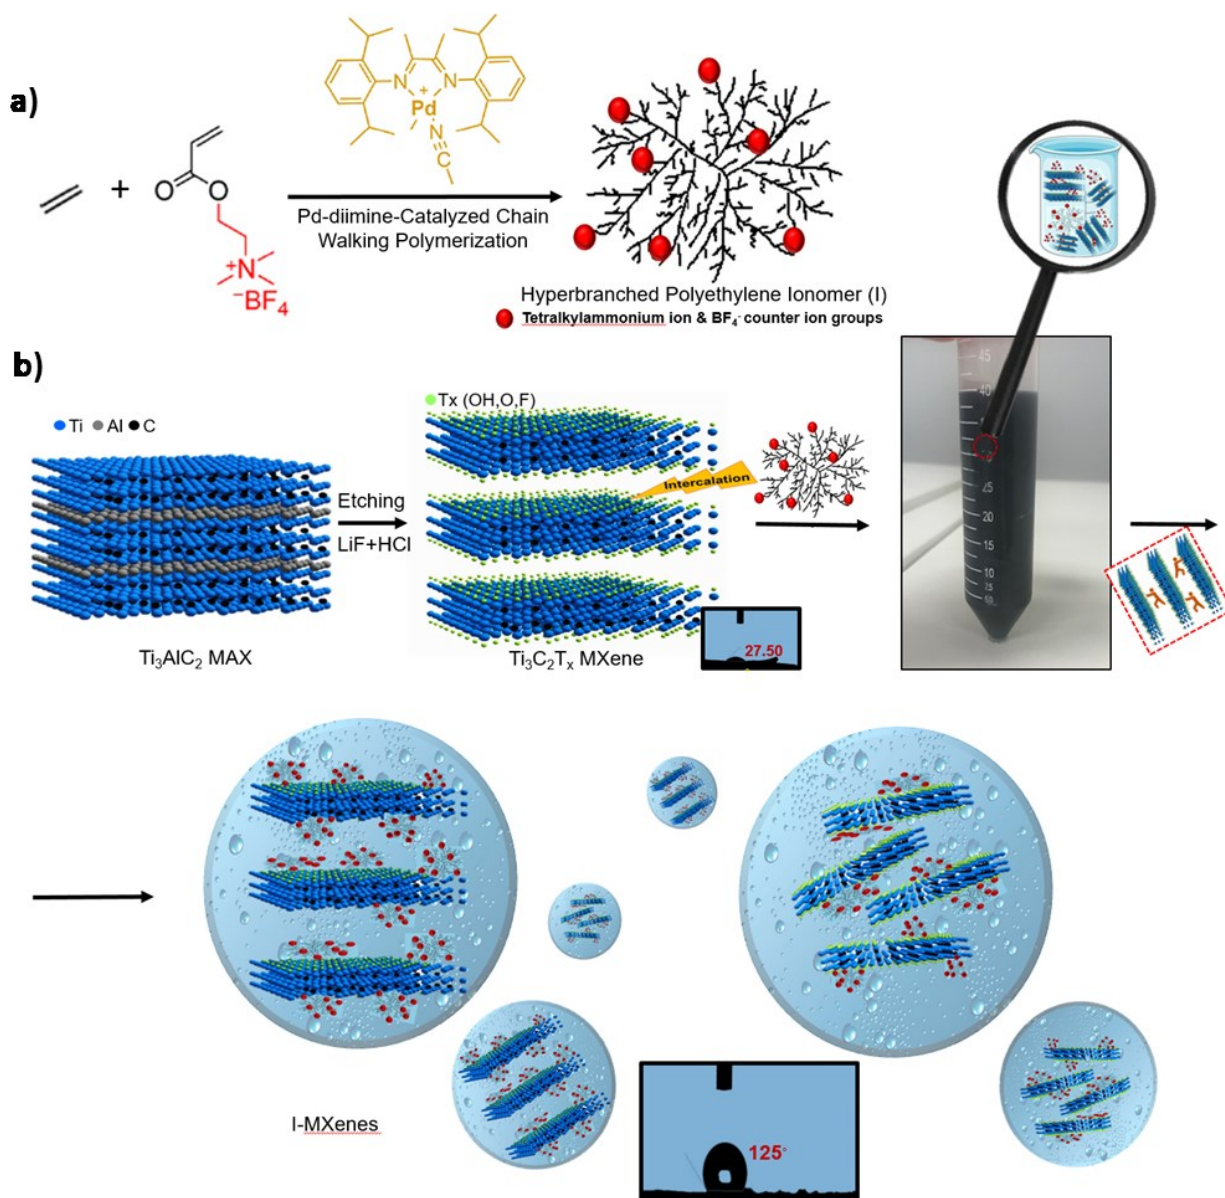 a)
N
N
+
Pd
N
C
+
O
O
N
+
⁻BF₄
Pd-diimine-Catalyzed Chain
Walking Polymerization
Hyperbranched Polyethylene Ionomer (I)
Tetralkylammonium ion & BF₄⁻ counter ion groups
b)
Ti Al C
Tx (OH,O,F)
Etching
LiF+HCl
Intercalation
Ti₃AlC₂ MAX
Ti₃C₂Tₓ MXene
27.50
45
40
25
20
15
10
I-MXenes
125°